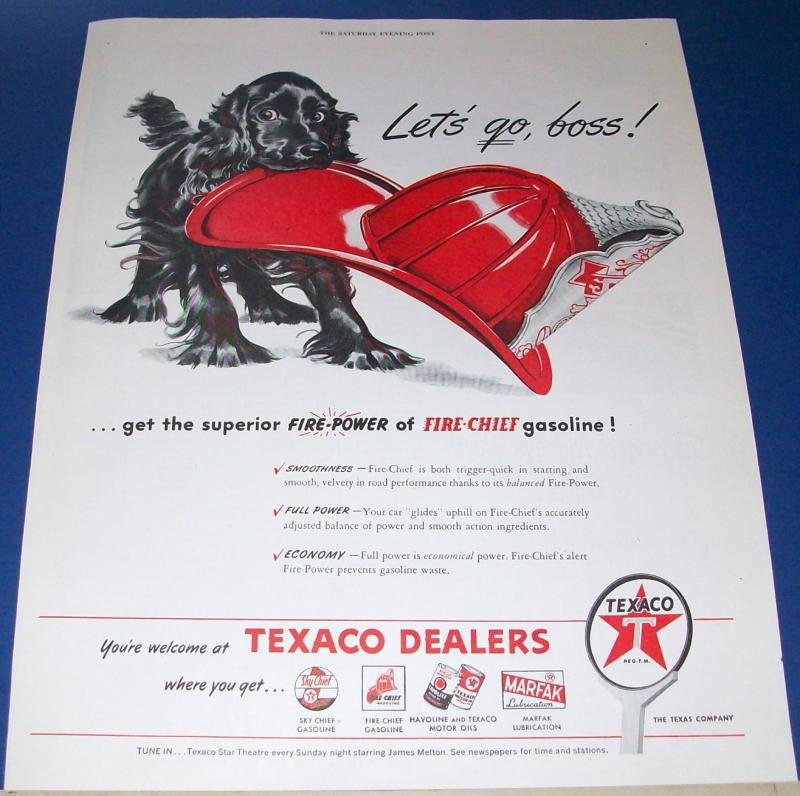 THE SATURDAY EVENING POST
Let's go, boss!
... get the superior FIRE-POWER of FIRE-CHIEF gasoline!
✓ SMOOTHNESS — Fire-Chief is both trigger-quick in starting and
smooth, velvety in road performance thanks to its balanced Fire-Power.
✓ FULL POWER — Your car "glides" uphill on Fire-Chief's accurately
adjusted balance of power and smooth action ingredients.
✓ ECONOMY — Full power is economical power. Fire-Chief's alert
Fire-Power prevents gasoline waste.
TEXACO
T
REG. T.M.
You're welcome at TEXACO DEALERS
where you get...
Sky Chief
FIRE-CHIEF
GASOLINE
TEXACO
MARFAK
Lubrication
SKY CHIEF
GASOLINE
FIRE-CHIEF
GASOLINE
HAVOLINE AND TEXACO
MOTOR OILS
MARFAK
LUBRICATION
THE TEXAS COMPANY
TUNE IN... Texaco Star Theatre every Sunday night starring James Melton. See newspapers for time and stations.